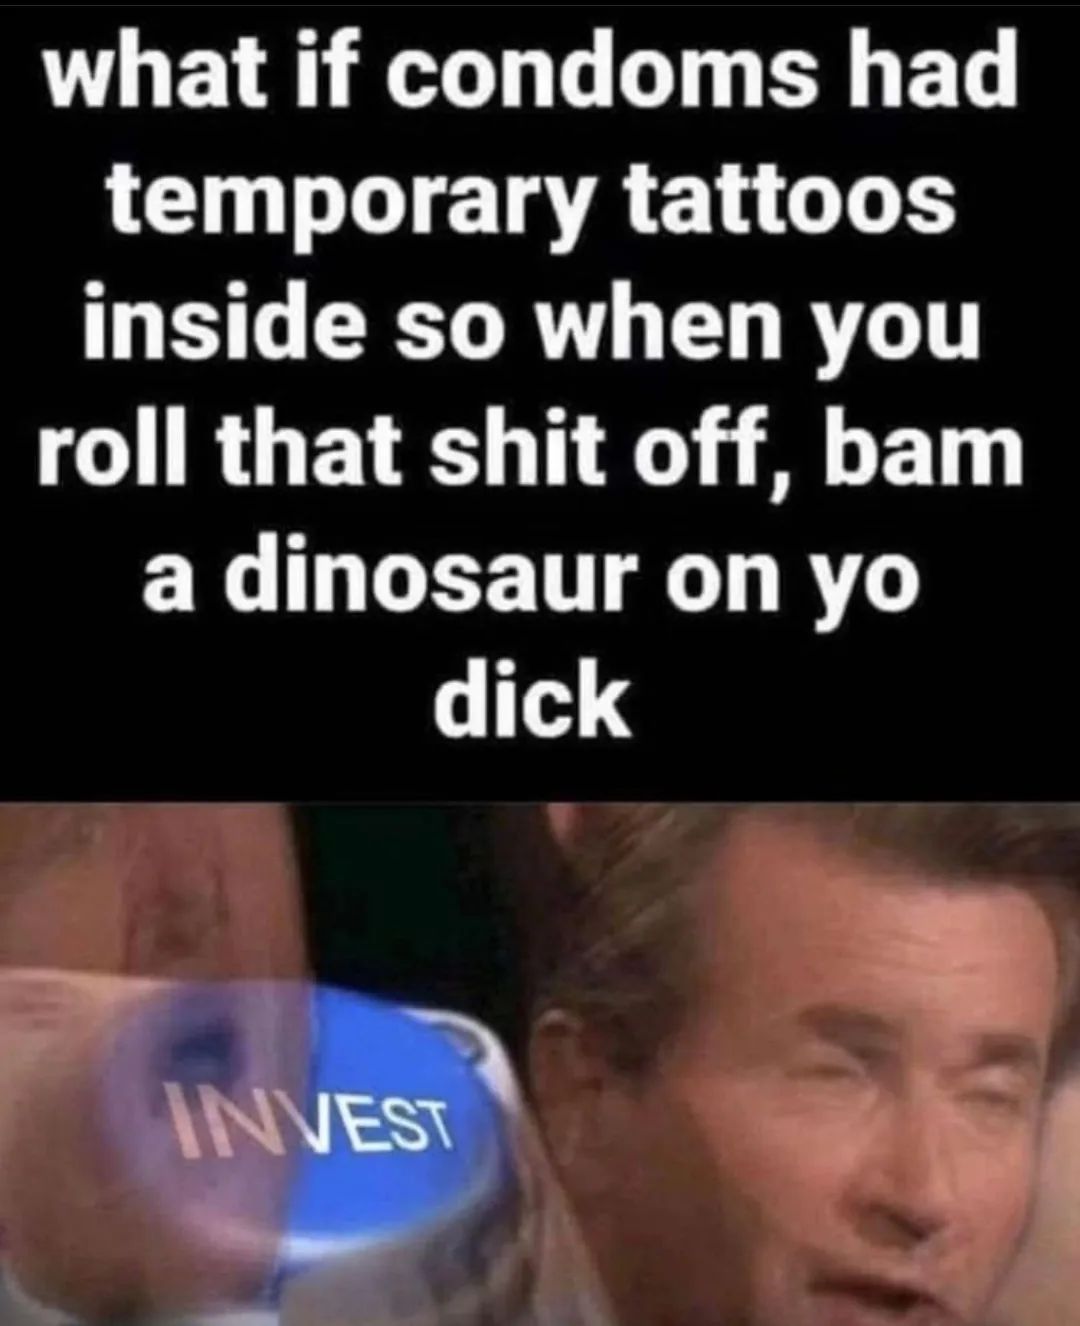 what if condoms had
temporary tattoos
inside so when you
roll that shit off, bam
a dinosaur on yo
dick
INVEST